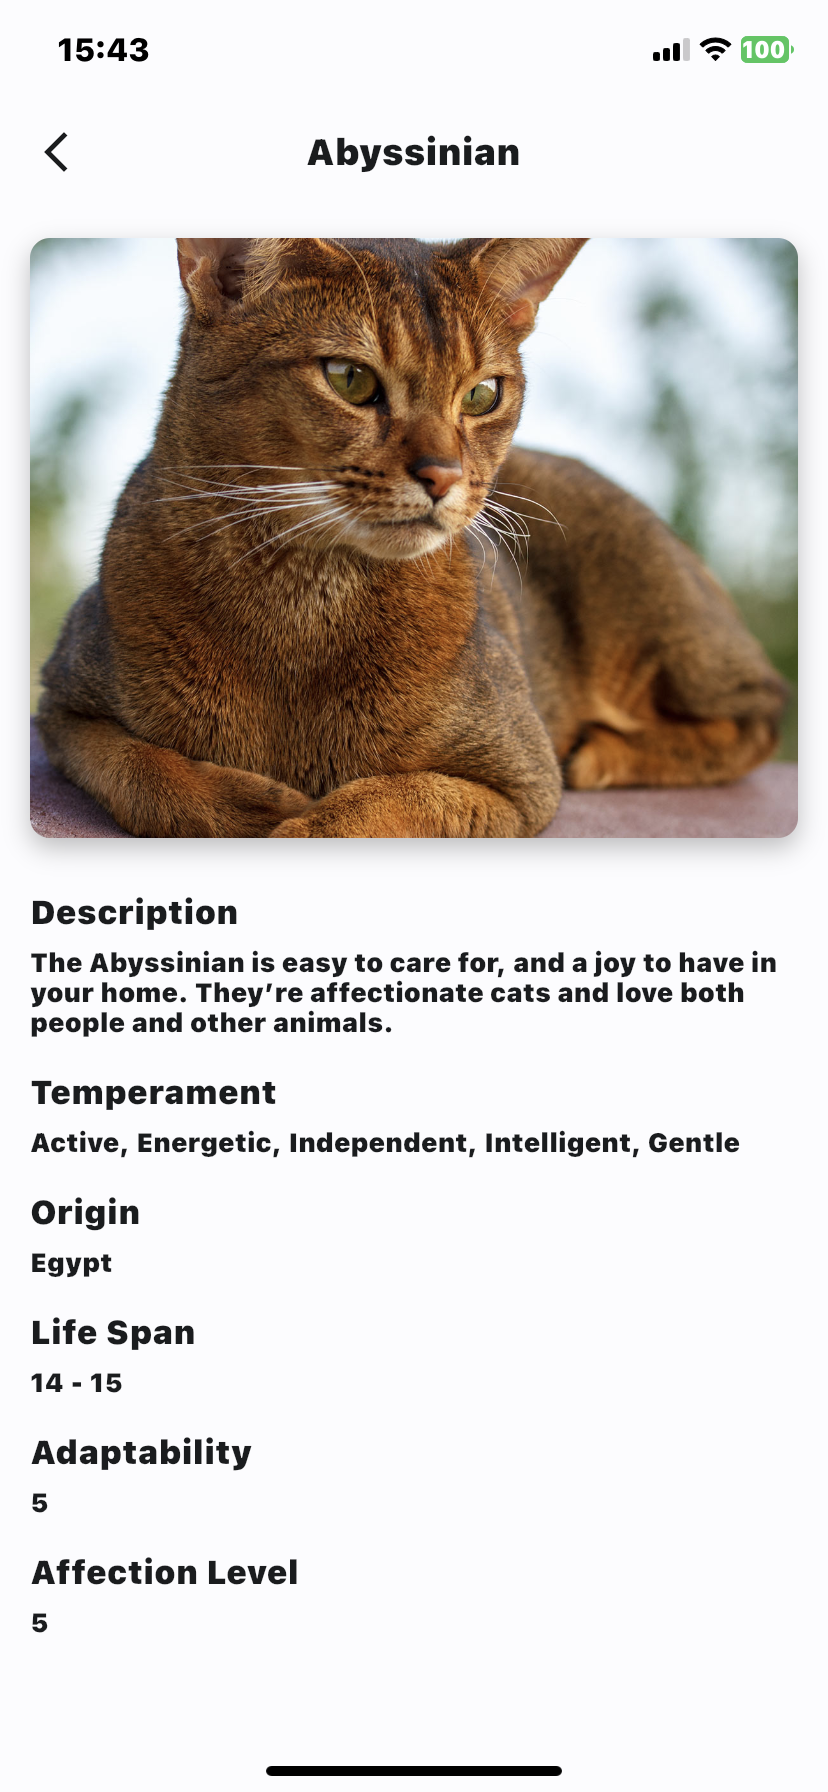 15:43
100
Abyssinian
Description
The Abyssinian is easy to care for, and a joy to have in
your home. They’re affectionate cats and love both
people and other animals.
Temperament
Active, Energetic, Independent, Intelligent, Gentle
Origin
Egypt
Life Span
14 - 15
Adaptability
5
Affection Level
5